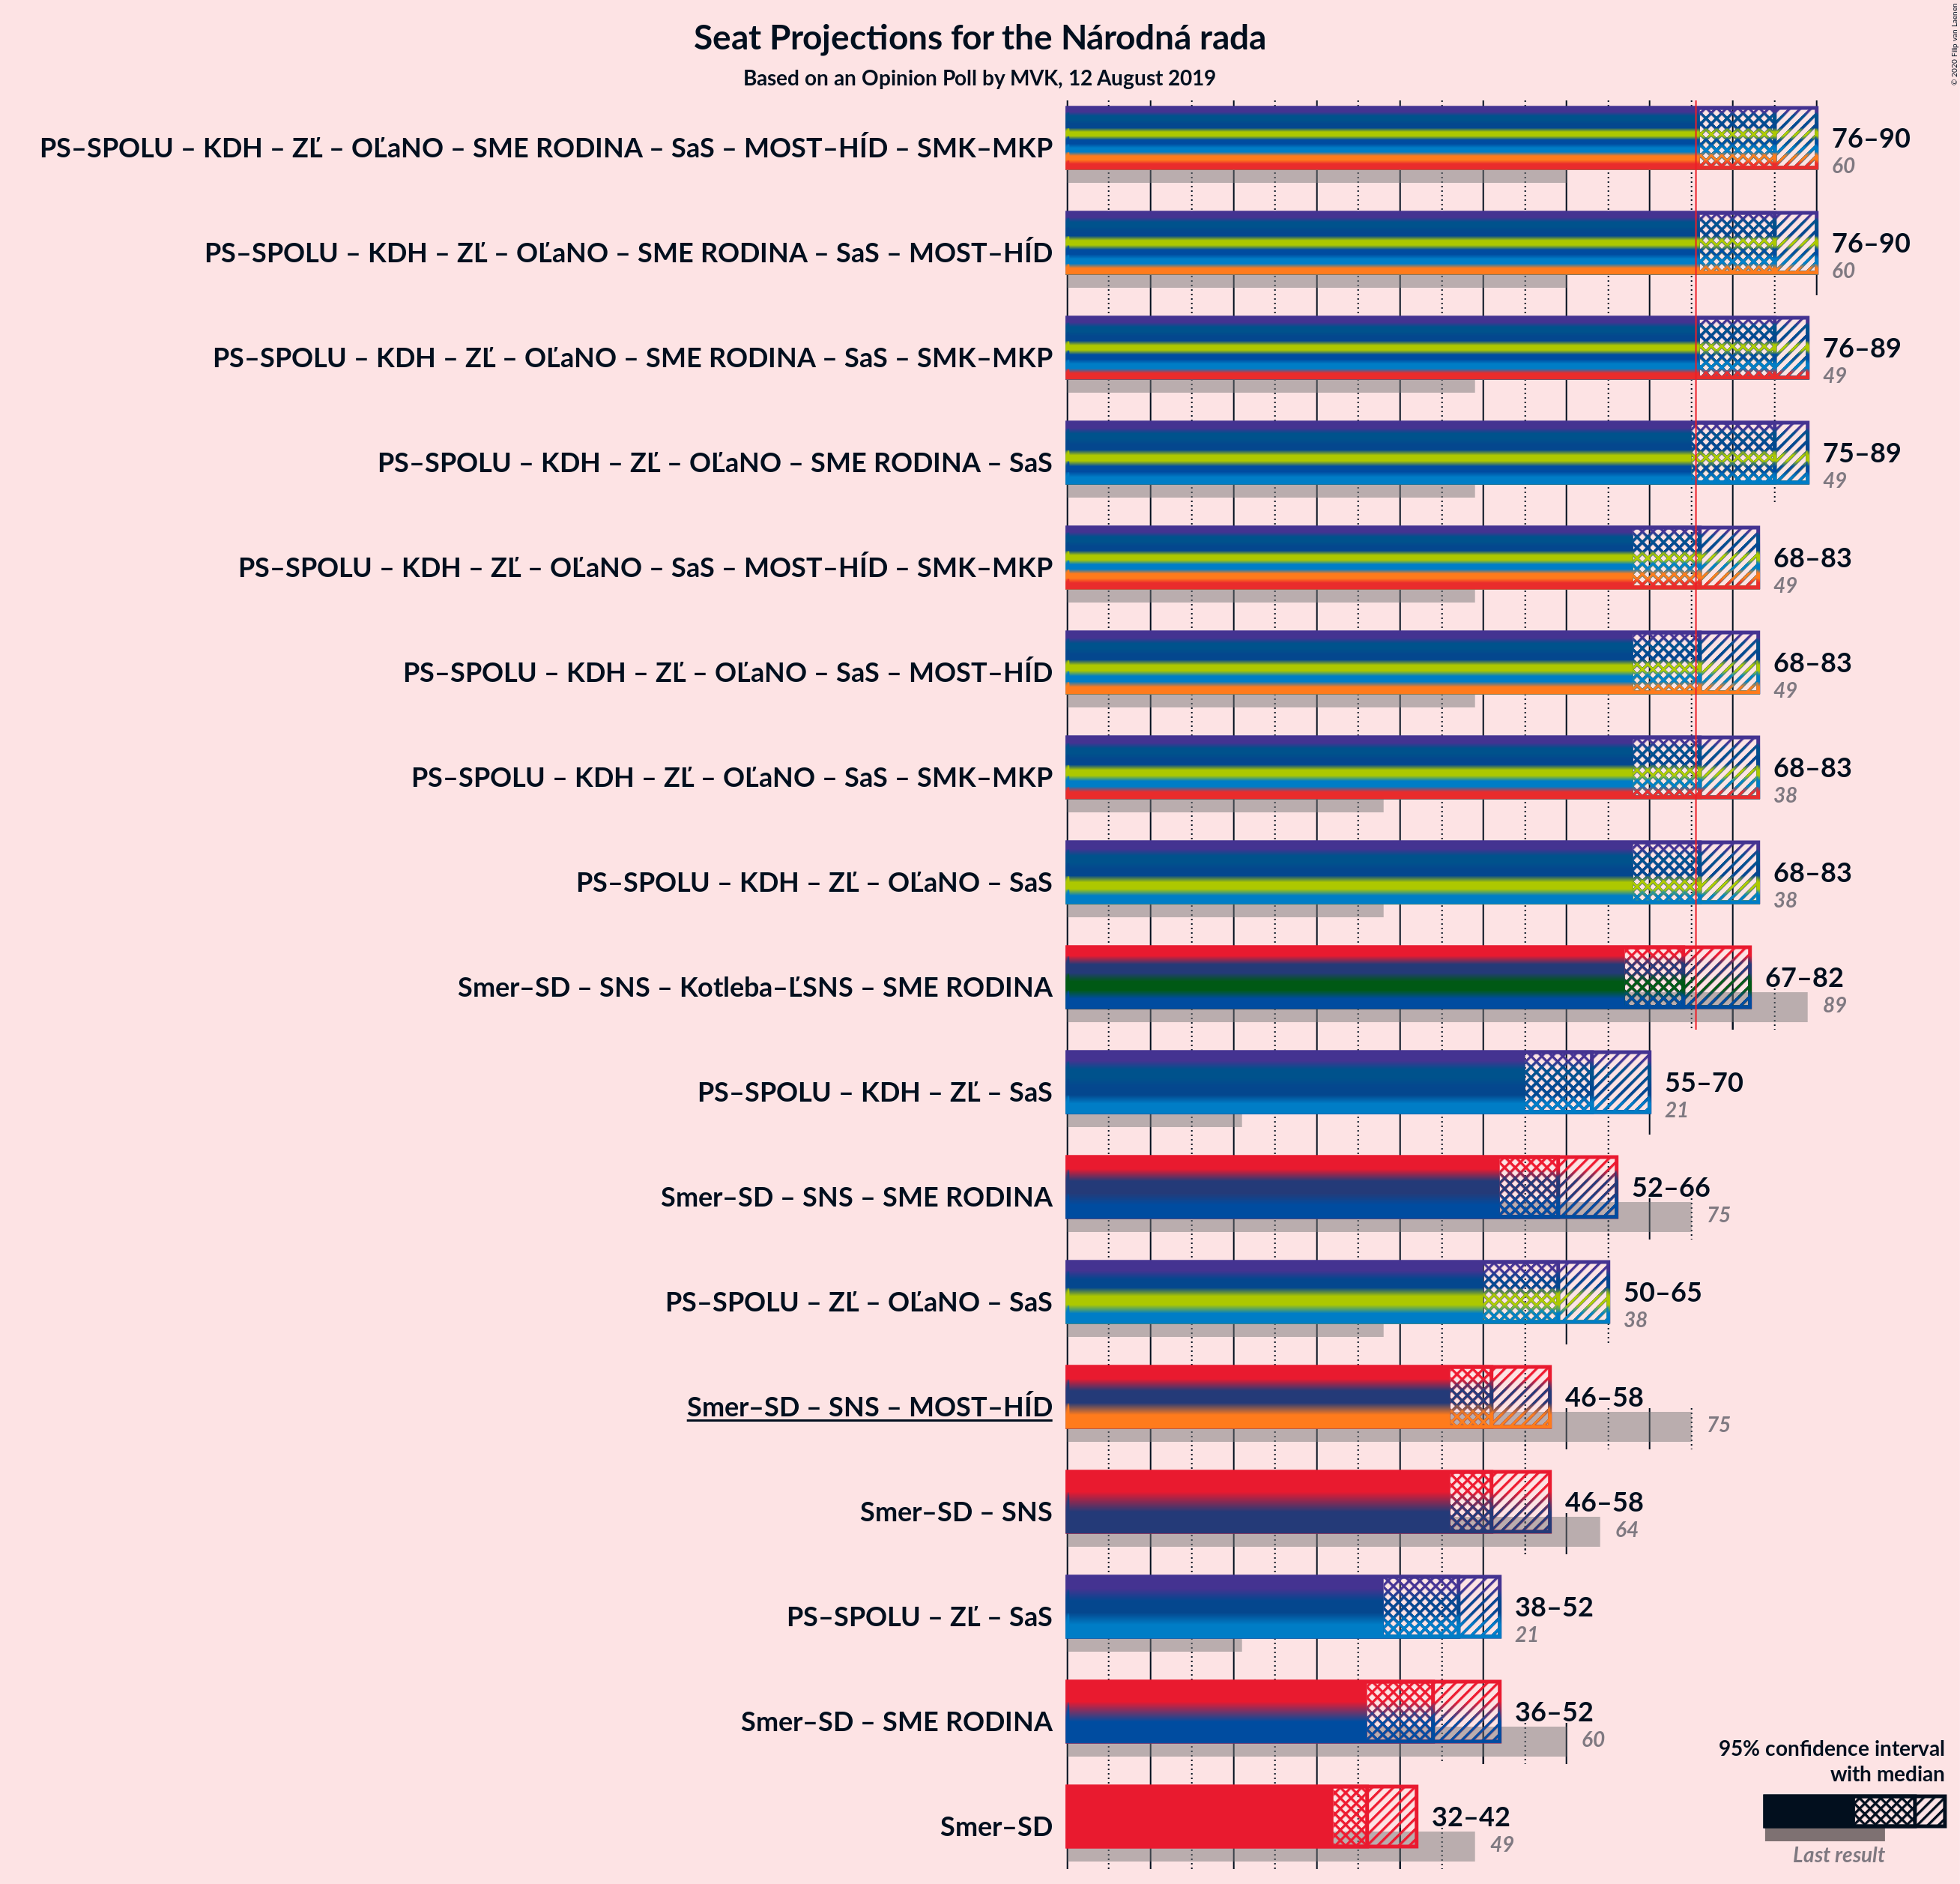 Seat Projections for the Národná rada
Based on an Opinion Poll by MVK, 12 August 2019
© 2020 Filip van Laenen
PS–SPOLU – KDH – ZĽ – OĽaNO – SME RODINA – SaS – MOST–HÍD – SMK–MKP
76–90
60
PS–SPOLU – KDH – ZĽ – OĽaNO – SME RODINA – SaS – MOST–HÍD
76–90
60
PS–SPOLU – KDH – ZĽ – OĽaNO – SME RODINA – SaS – SMK–MKP
76–89
49
PS–SPOLU – KDH – ZĽ – OĽaNO – SME RODINA – SaS
75–89
49
PS–SPOLU – KDH – ZĽ – OĽaNO – SaS – MOST–HÍD – SMK–MKP
68–83
49
PS–SPOLU – KDH – ZĽ – OĽaNO – SaS – MOST–HÍD
68–83
49
PS–SPOLU – KDH – ZĽ – OĽaNO – SaS – SMK–MKP
68–83
38
PS–SPOLU – KDH – ZĽ – OĽaNO – SaS
68–83
38
Smer–SD – SNS – Kotleba–ĽSNS – SME RODINA
67–82
89
PS–SPOLU – KDH – ZĽ – SaS
55–70
21
Smer–SD – SNS – SME RODINA
52–66
75
PS–SPOLU – ZĽ – OĽaNO – SaS
50–65
38
Smer–SD – SNS – MOST–HÍD
46–58
75
Smer–SD – SNS
46–58
64
PS–SPOLU – ZĽ – SaS
38–52
21
Smer–SD – SME RODINA
36–52
60
Smer–SD
32–42
49
95% confidence interval
with median
Last result